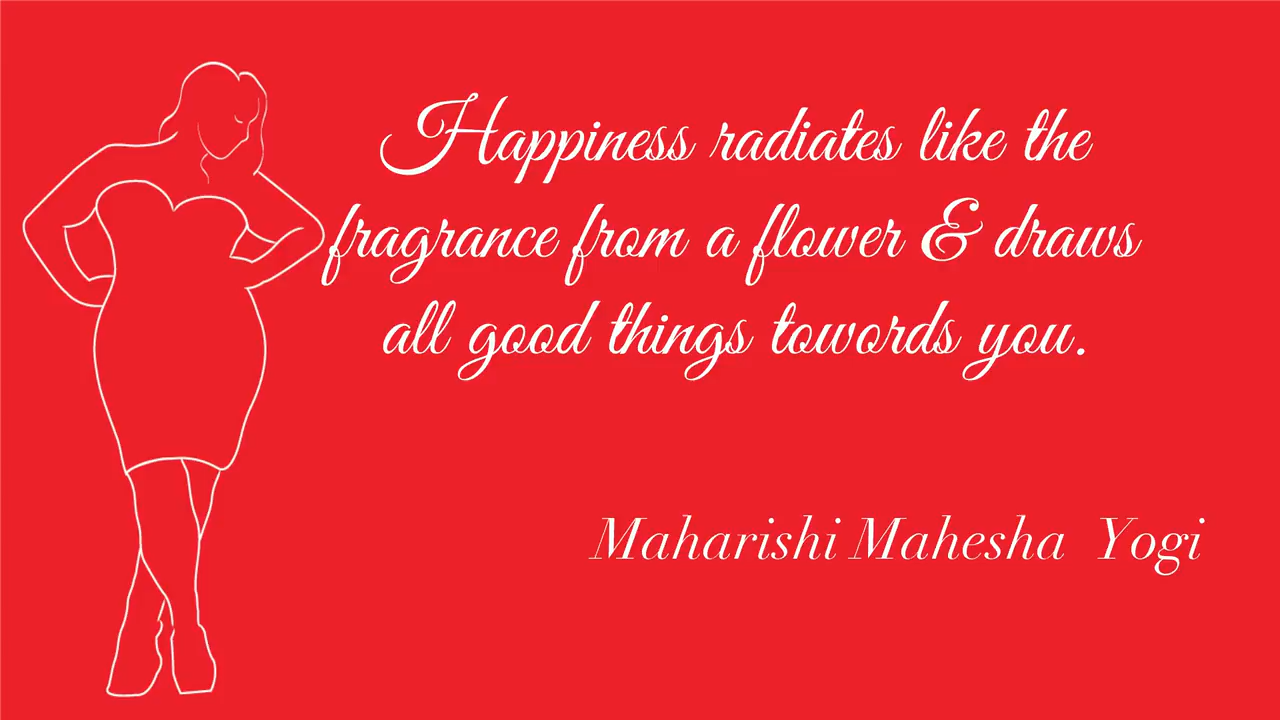 Happiness radiates like the
fragrance from a flower & draws
all good things towords you.
Maharishi Mahesha Yogi